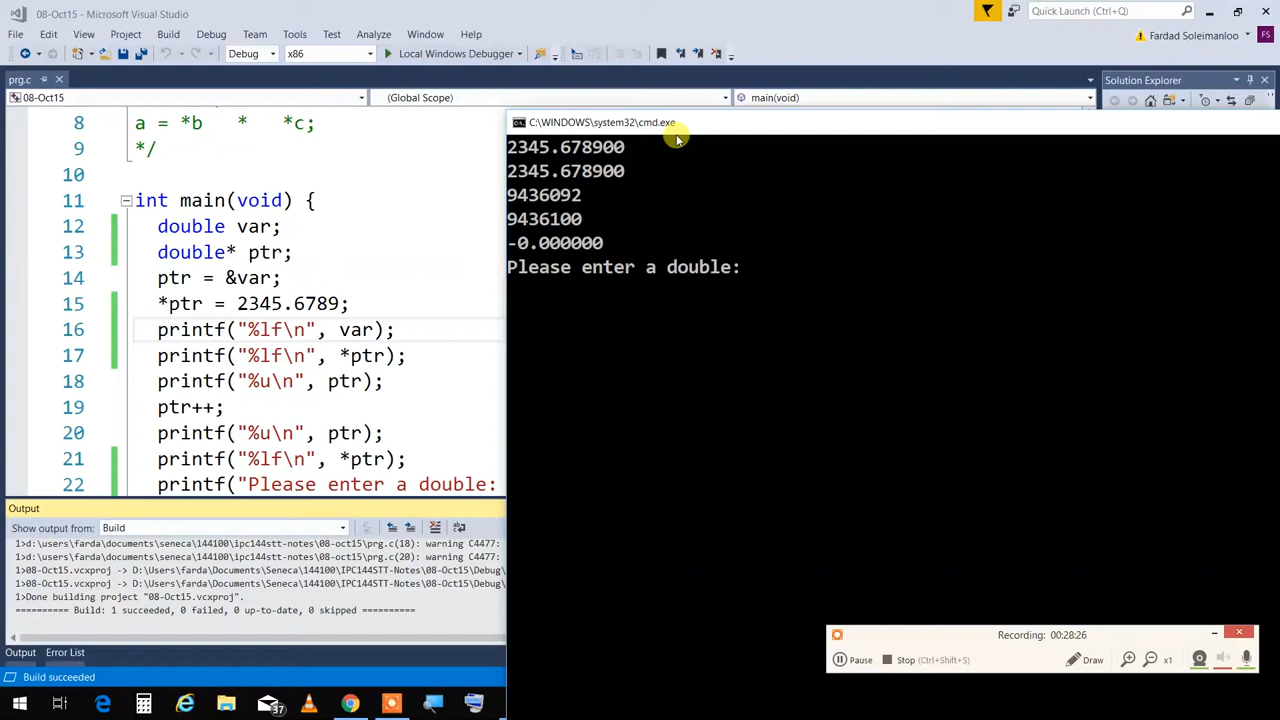 08-Oct15 - Microsoft Visual Studio
Quick Launch (Ctrl+Q)
File Edit View Project Build Debug Team Tools Test Analyze Window Help
Fardad Soleimanloo FS
Debug x86 Local Windows Debugger
prg.c
Solution Explorer
08-Oct15 (Global Scope) main(void)
8 a = *b * *c;
9 */
10
11 int main(void) {
12 double var;
13 double* ptr;
14 ptr = &var;
15 *ptr = 2345.6789;
16 printf("%lf\n", var);
17 printf("%lf\n", *ptr);
18 printf("%u\n", ptr);
19 ptr++;
20 printf("%u\n", ptr);
21 printf("%lf\n", *ptr);
22 printf("Please enter a double:
C:\WINDOWS\system32\cmd.exe
2345.678900
2345.678900
9436092
9436100
-0.000000
Please enter a double:
Output
Show output from: Build
1>d:\users\farda\documents\seneca\144100\ipc144stt-notes\08-oct15\prg.c(18): warning C4477:
1>d:\users\farda\documents\seneca\144100\ipc144stt-notes\08-oct15\prg.c(20): warning C4477:
1>08-Oct15.vcxproj -> D:\Users\farda\Documents\Seneca\144100\IPC144STT-Notes\08-Oct15\Debug\
1>08-Oct15.vcxproj -> D:\Users\farda\Documents\Seneca\144100\IPC144STT-Notes\08-Oct15\Debug\
1>Done building project "08-Oct15.vcxproj".
========== Build: 1 succeeded, 0 failed, 0 up-to-date, 0 skipped ==========
Output Error List
Build succeeded
Recording: 00:28:26
Pause Stop (Ctrl+Shift+S) Draw x1
37